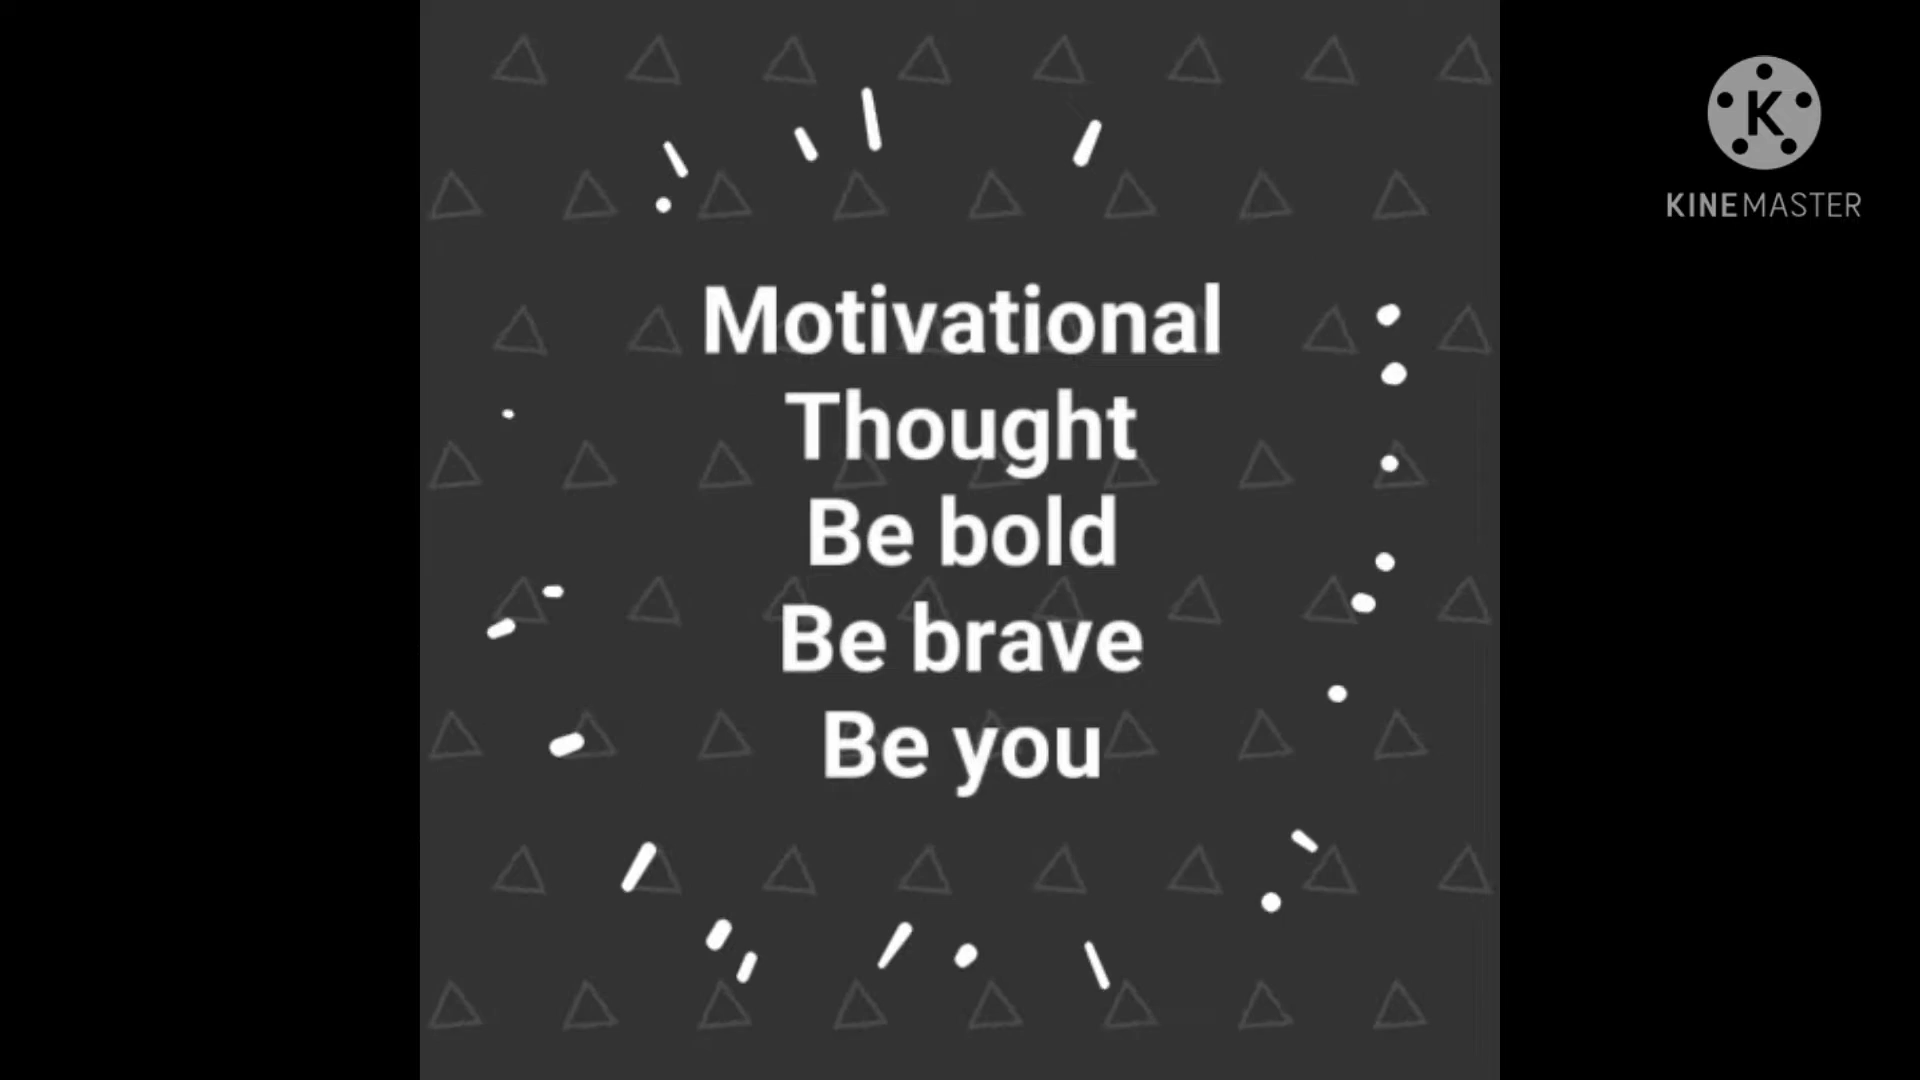 Motivational
Thought
Be bold
Be brave
Be you
K
KINEMASTER